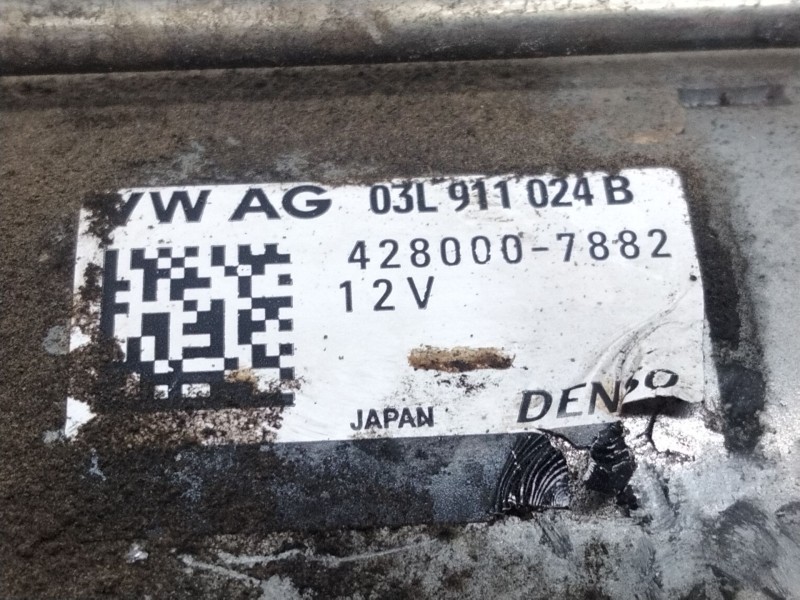 VW AG 03L 911 024 B
428000-7882
12V
JAPAN DENSO